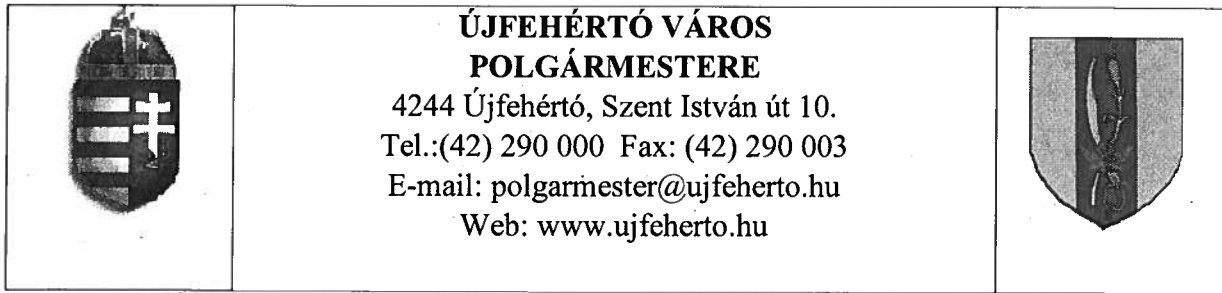 ÚJFEHÉRTÓ VÁROS
POLGÁRMESTERE
4244 Újfehértó, Szent István út 10.
Tel.:(42) 290 000 Fax: (42) 290 003
E-mail: polgarmester@ujfeherto.hu
Web: www.ujfeherto.hu